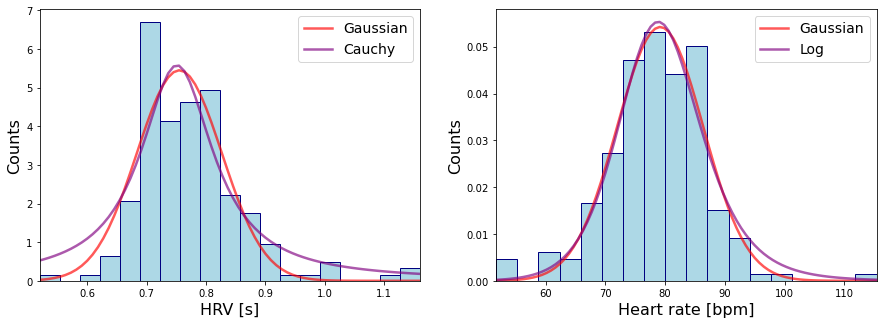 7
6
5
4
3
2
1
0
Counts
Gaussian
Cauchy
0.6 0.7 0.8 0.9 1.0 1.1
HRV [s]
0.05
0.04
0.03
0.02
0.01
0.00
Counts
Gaussian
Log
60 70 80 90 100 110
Heart rate [bpm]